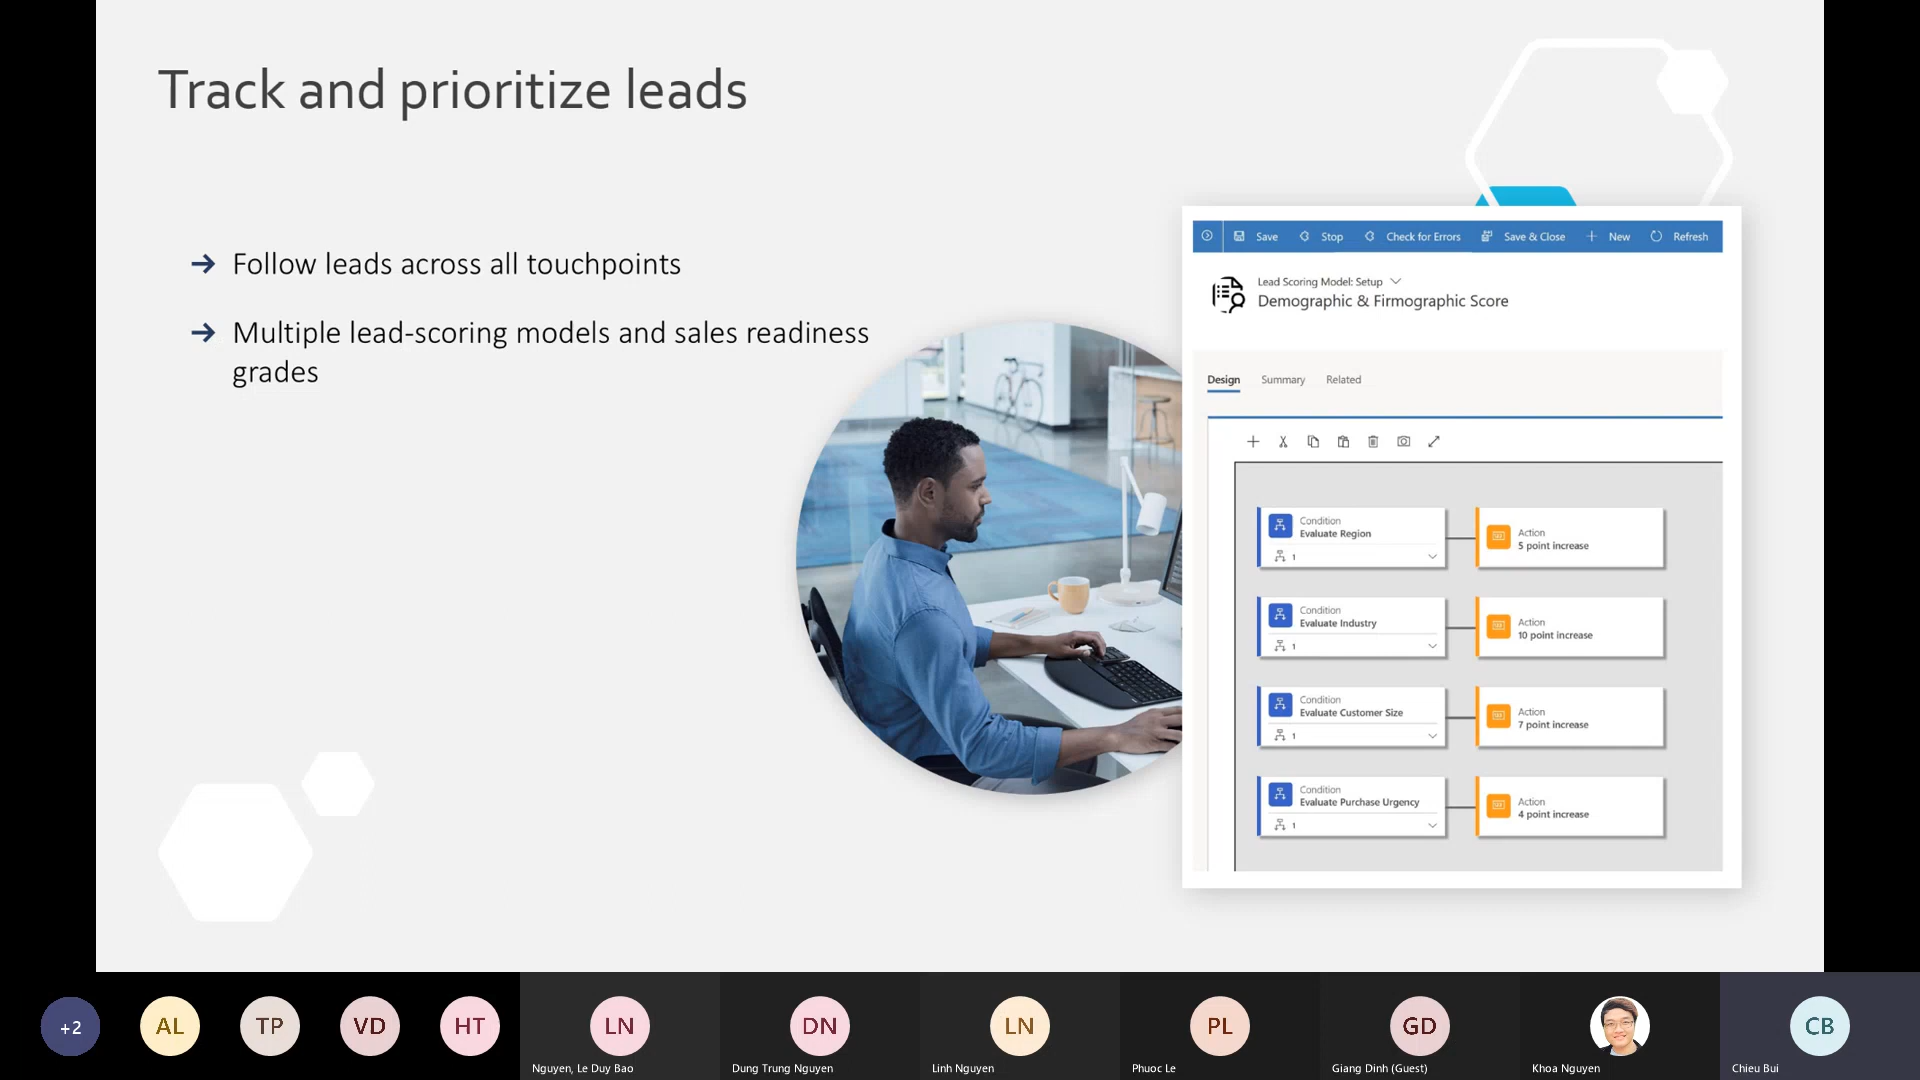 Track and prioritize leads
Follow leads across all touchpoints
Multiple lead-scoring models and sales readiness
grades
Save
Stop
Check for Errors
Save & Close
New
Refresh
Lead Scoring Model: Setup
Demographic & Firmographic Score
Design
Summary
Related
Condition
Evaluate Region
1
Action
5 point increase
Condition
Evaluate Industry
1
Action
10 point increase
Condition
Evaluate Customer Size
1
Action
7 point increase
Condition
Evaluate Purchase Urgency
1
Action
4 point increase
+2
AL
TP
VD
HT
LN
Nguyen, Le Duy Bao
DN
Dung Trung Nguyen
LN
Linh Nguyen
PL
Phuoc Le
GD
Giang Dinh (Guest)
Khoa Nguyen
CB
Chieu Bui